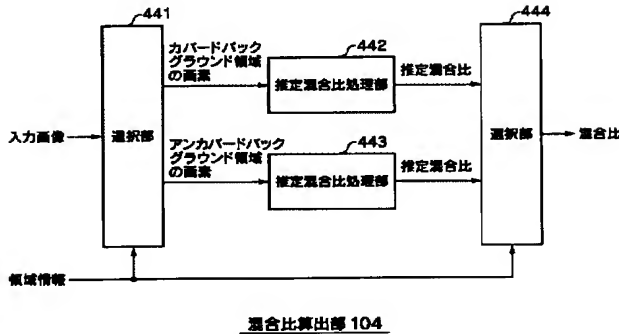 441
444
カバードバック
グラウンド領域
の画素
442
推定混合比処理部
推定混合比
入力画像
選択部
アンカバードバック
グラウンド領域
の画素
443
推定混合比処理部
推定混合比
選択部
混合比
領域情報
混合比算出部 104